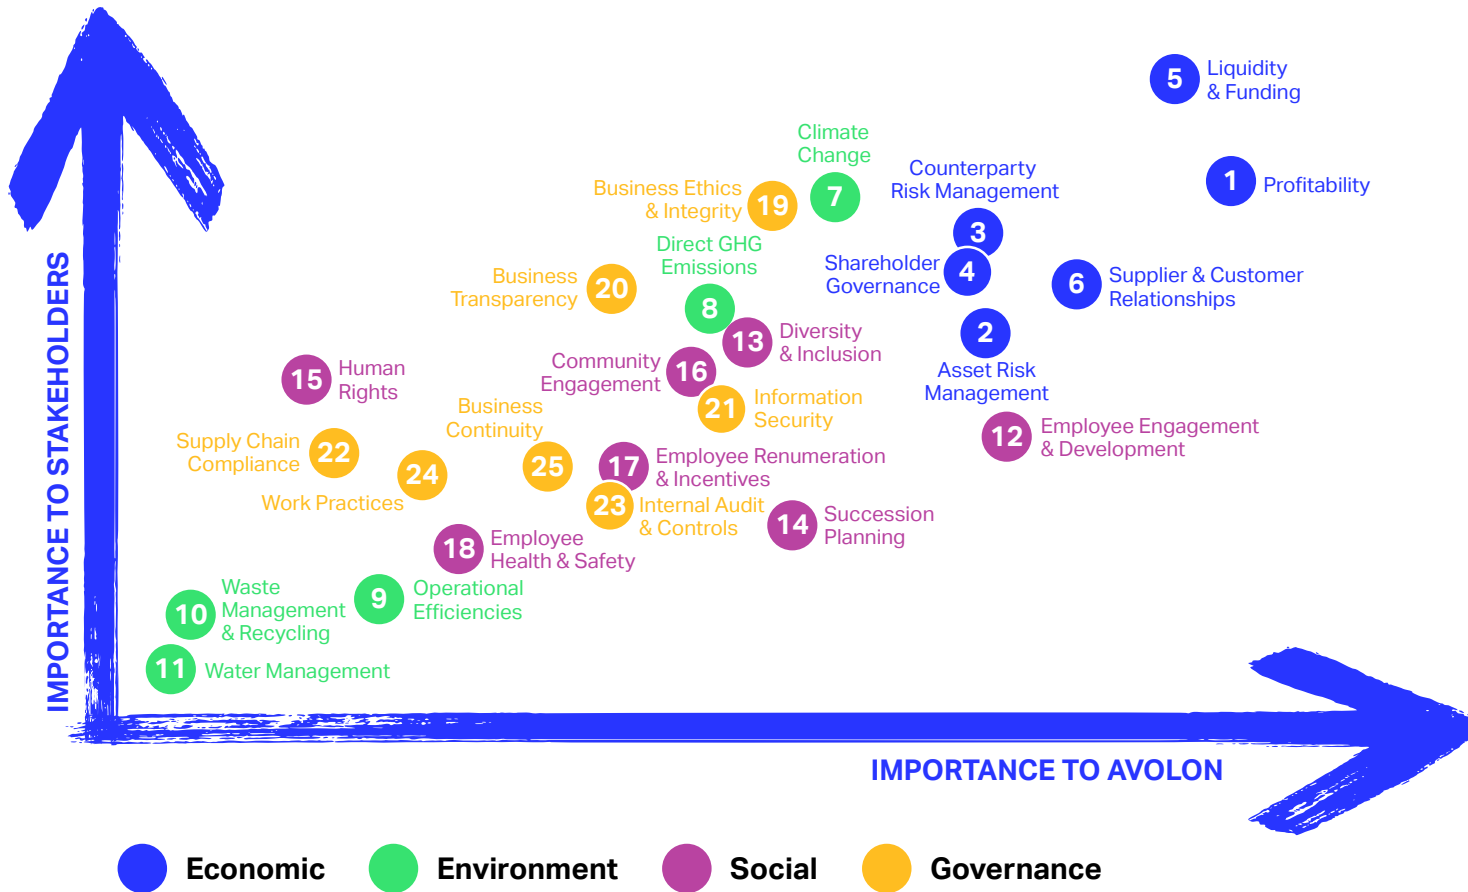 5
Liquidity
& Funding
Climate
Change
7
Counterparty
Risk Management
3
1
Profitability
Business Ethics
& Integrity
19
Direct GHG
Emissions
8
Shareholder
Governance
4
6
Supplier & Customer
Relationships
Business
Transparency
20
13
Diversity
& Inclusion
2
Asset Risk
Management
15
Human
Rights
Community
Engagement
16
21
Information
Security
Business
Continuity
25
12
Employee Engagement
& Development
Supply Chain
Compliance
22
24
Work Practices
17
Employee Renumeration
& Incentives
23
Internal Audit
& Controls
14
Succession
Planning
18
Employee
Health & Safety
10
Waste
Management
& Recycling
9
Operational
Efficiencies
11
Water Management
IMPORTANCE TO STAKEHOLDERS
IMPORTANCE TO AVOLON
Economic
Environment
Social
Governance